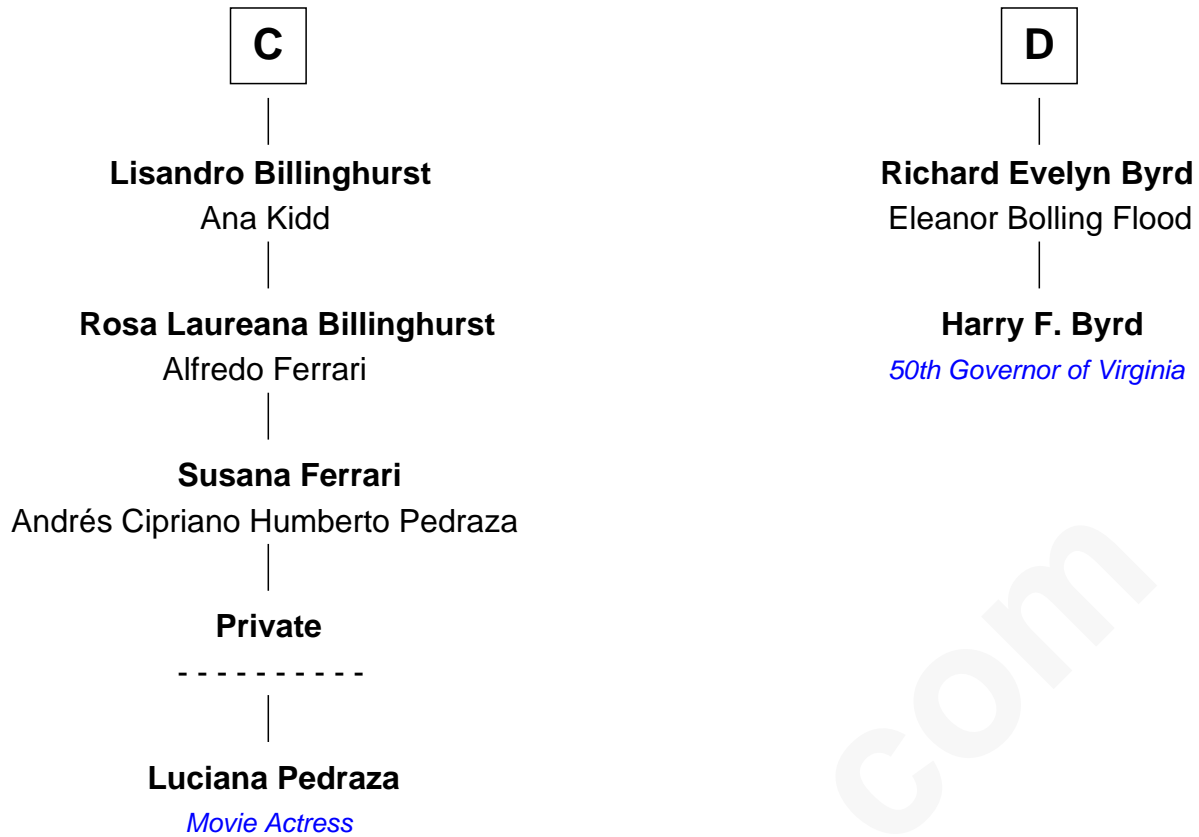 C
Lisandro Billinghurst
Ana Kidd
Rosa Laureana Billinghurst
Alfredo Ferrari
Susana Ferrari
Andrés Cipriano Humberto Pedraza
Private
- - - - - - - - - -
Luciana Pedraza
Movie Actress
D
Richard Evelyn Byrd
Eleanor Bolling Flood
Harry F. Byrd
50th Governor of Virginia
com